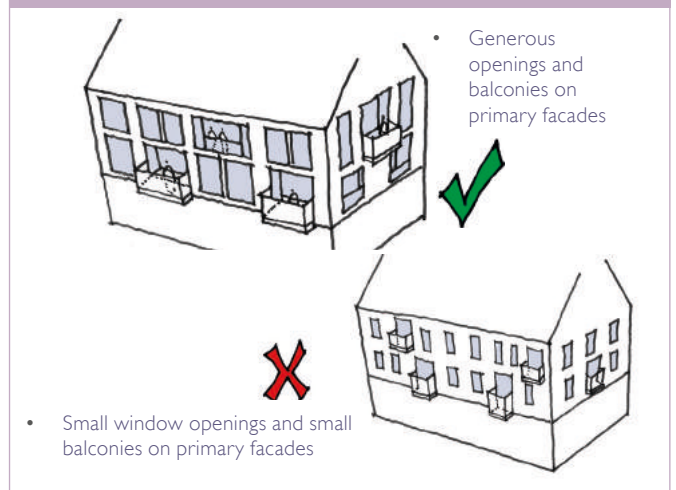 • Generous
openings and
balconies on
primary facades
• Small window openings and small
balconies on primary facades